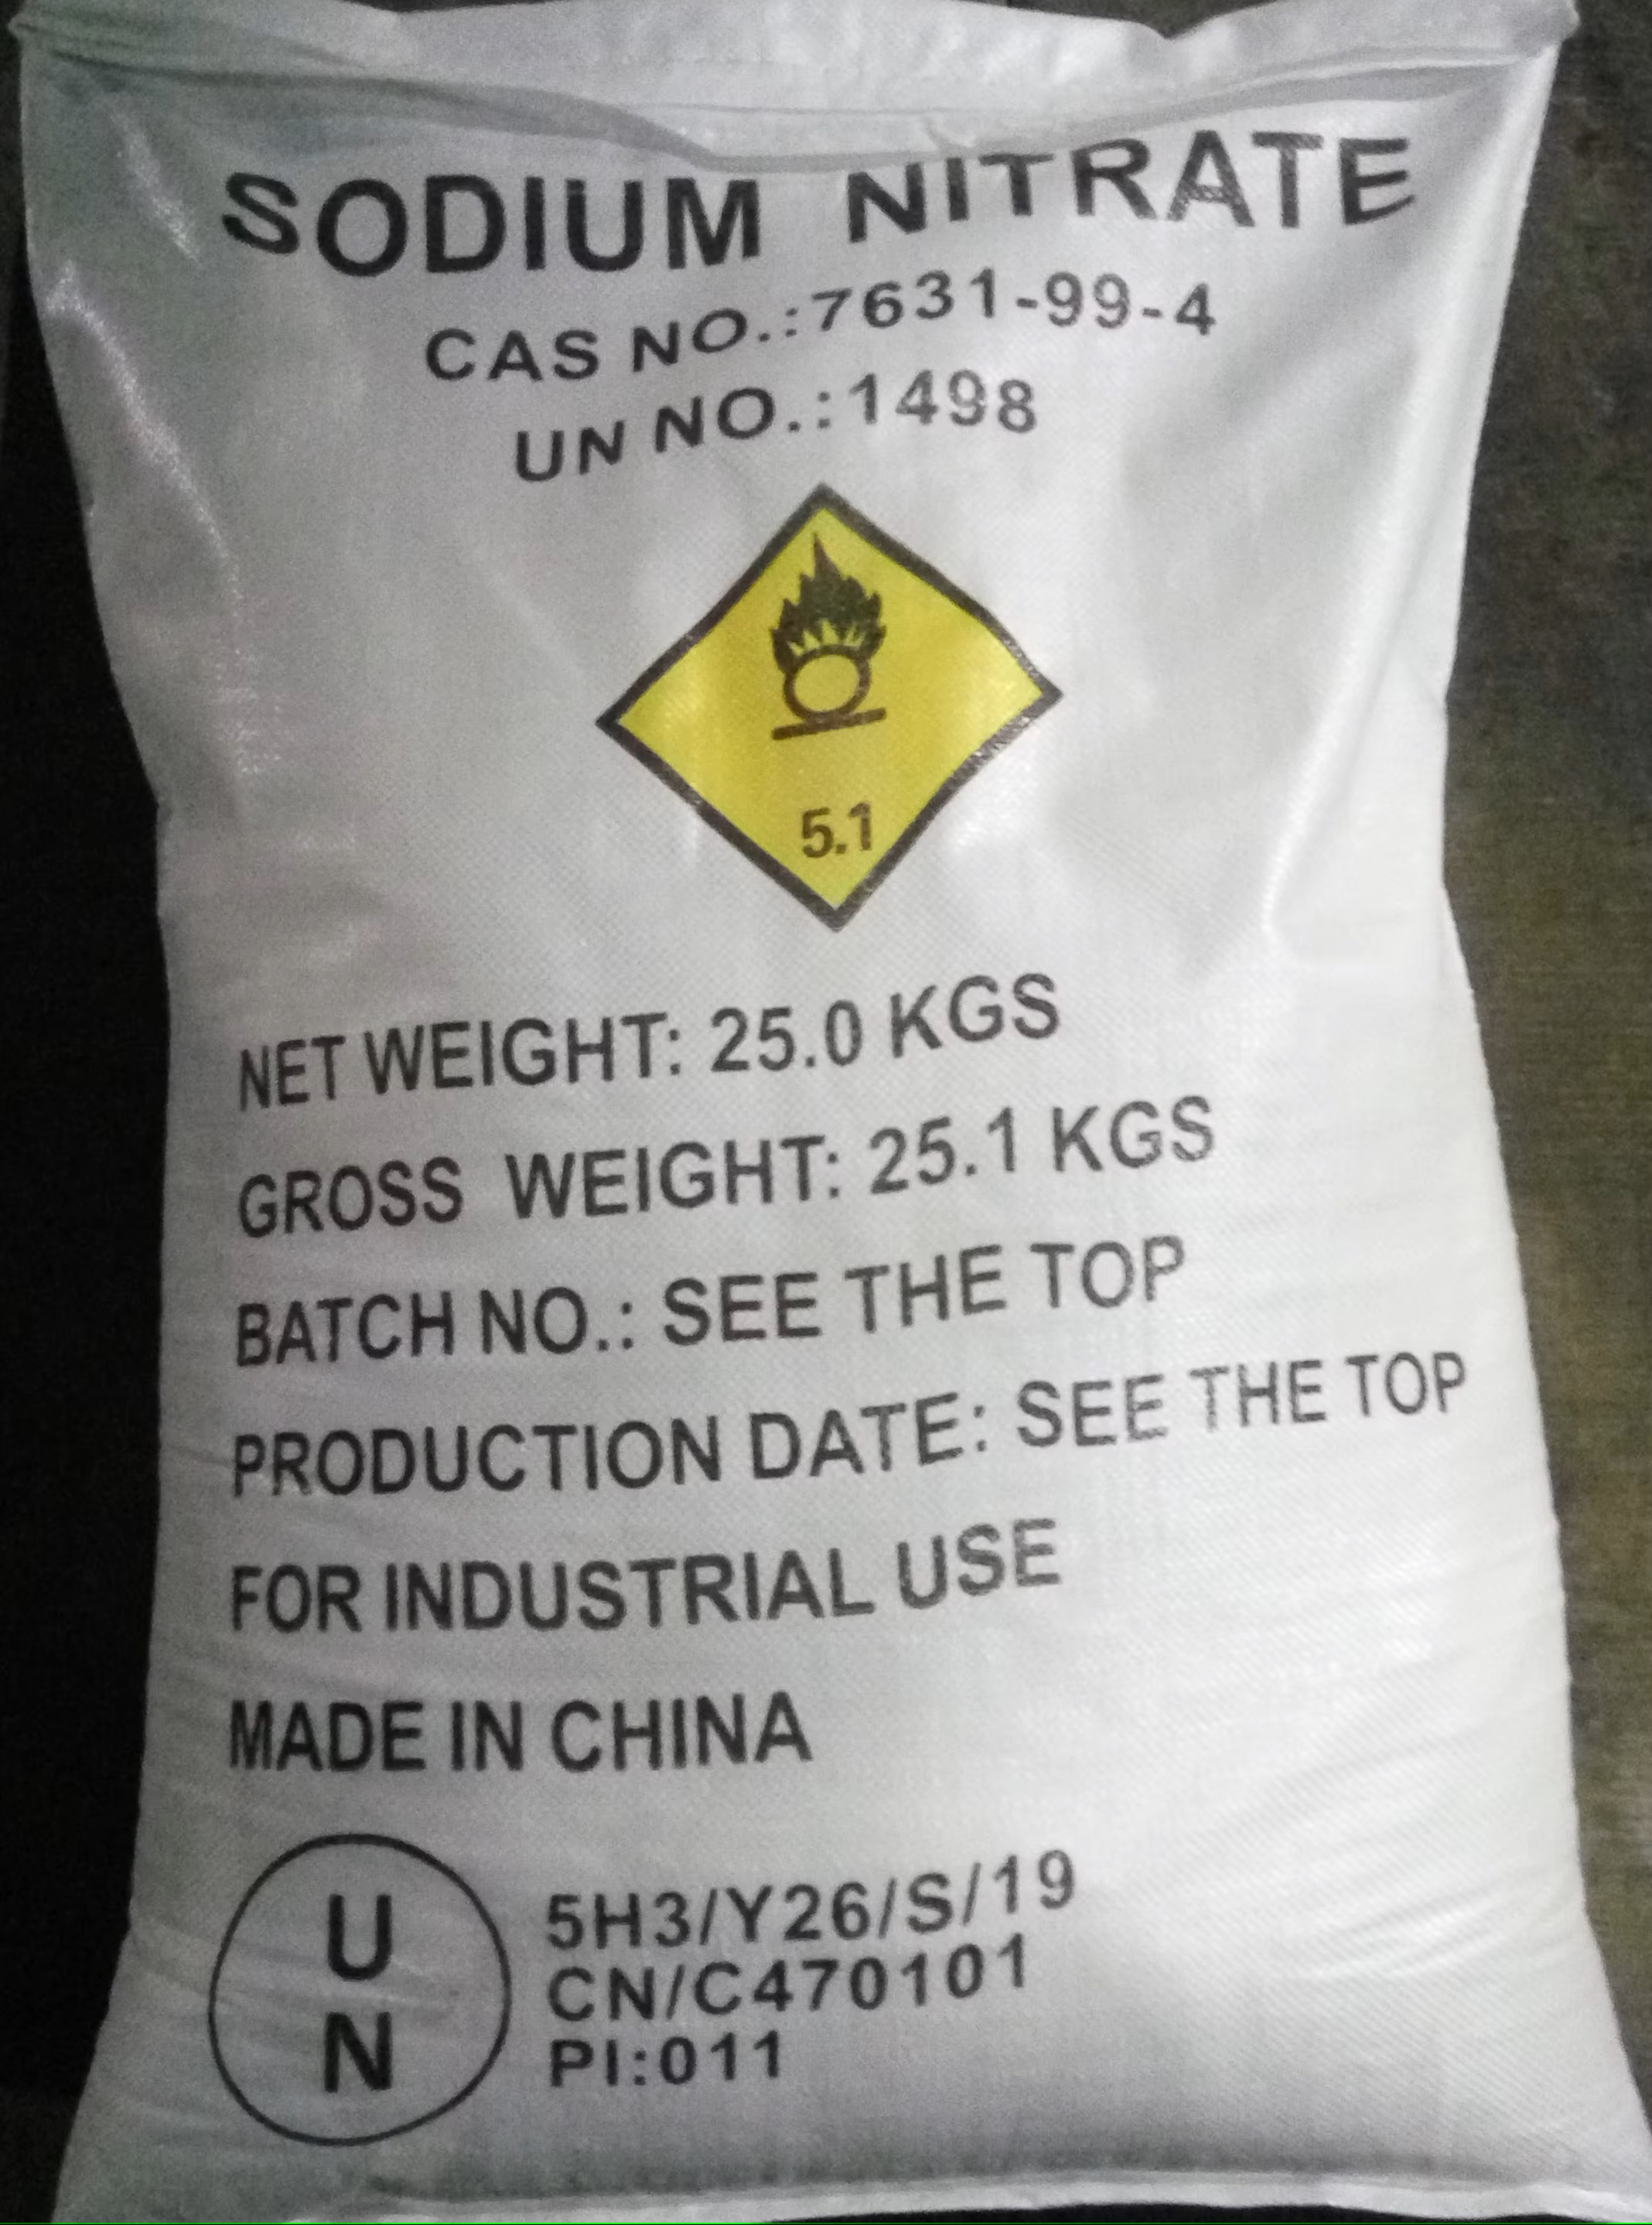 SODIUM NITRATE
CAS NO.:7631-99-4
UN NO.:1498
5.1
NET WEIGHT: 25.0 KGS
GROSS WEIGHT: 25.1 KGS
BATCH NO.: SEE THE TOP
PRODUCTION DATE: SEE THE TOP
FOR INDUSTRIAL USE
MADE IN CHINA
U
N
5H3/Y26/S/19
CN/C470101
PI:011